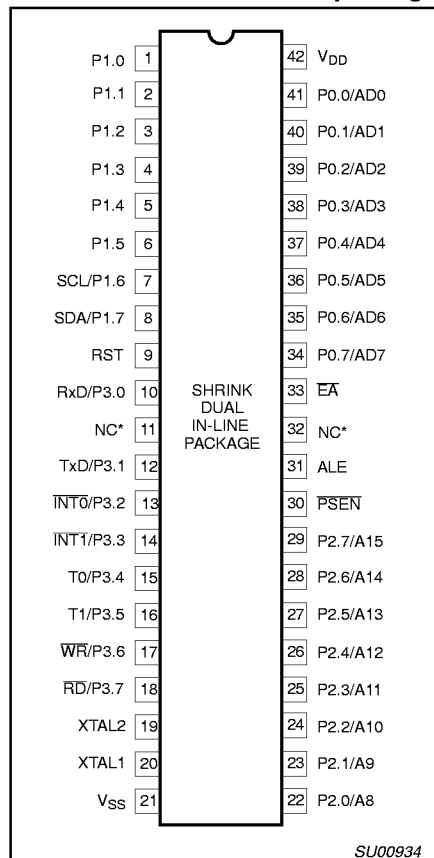 P1.0 1 42 VDD
P1.1 2 41 P0.0/AD0
P1.2 3 40 P0.1/AD1
P1.3 4 39 P0.2/AD2
P1.4 5 38 P0.3/AD3
P1.5 6 37 P0.4/AD4
SCL/P1.6 7 36 P0.5/AD5
SDA/P1.7 8 35 P0.6/AD6
RST 9 34 P0.7/AD7
RxD/P3.0 10 33 E̅A̅
NC* 11 32 NC*
TxD/P3.1 12 31 ALE
I̅N̅T̅0̅/P3.2 13 30 P̅S̅E̅N̅
I̅N̅T̅1̅/P3.3 14 29 P2.7/A15
T0/P3.4 15 28 P2.6/A14
T1/P3.5 16 27 P2.5/A13
W̅R̅/P3.6 17 26 P2.4/A12
R̅D̅/P3.7 18 25 P2.3/A11
XTAL2 19 24 P2.2/A10
XTAL1 20 23 P2.1/A9
VSS 21 22 P2.0/A8
SHRINK
DUAL
IN-LINE
PACKAGE
SU00934